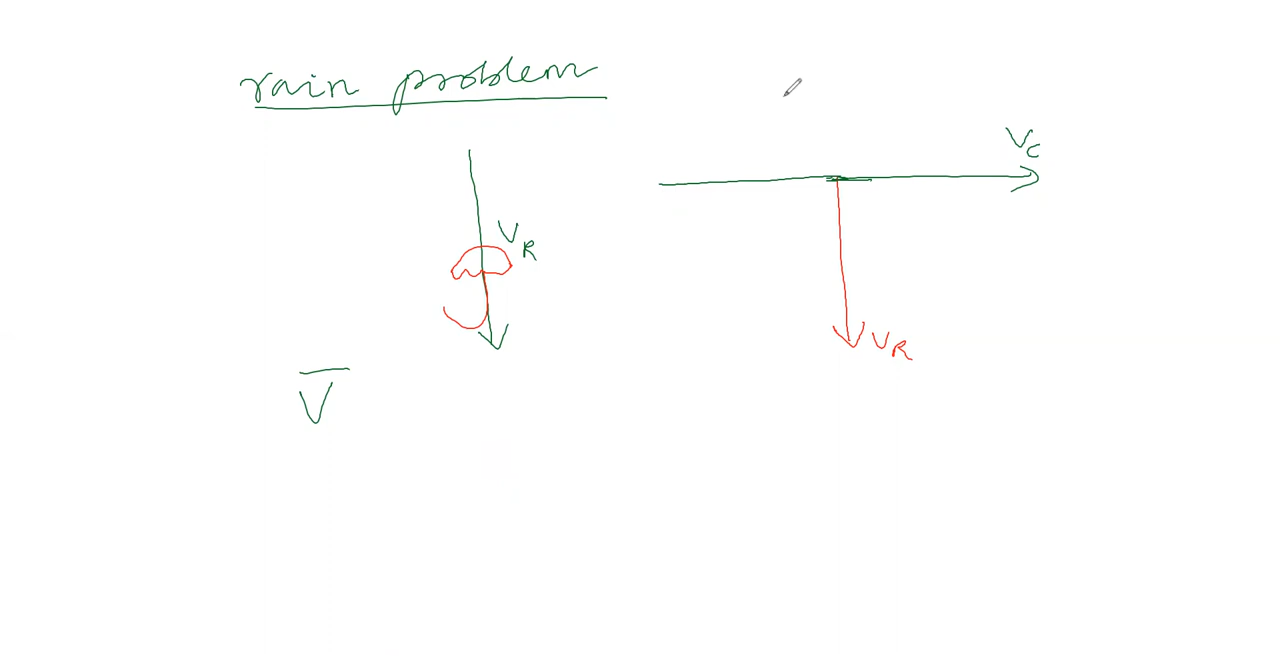 rain problem
V_C
V_R
V_R
V̅